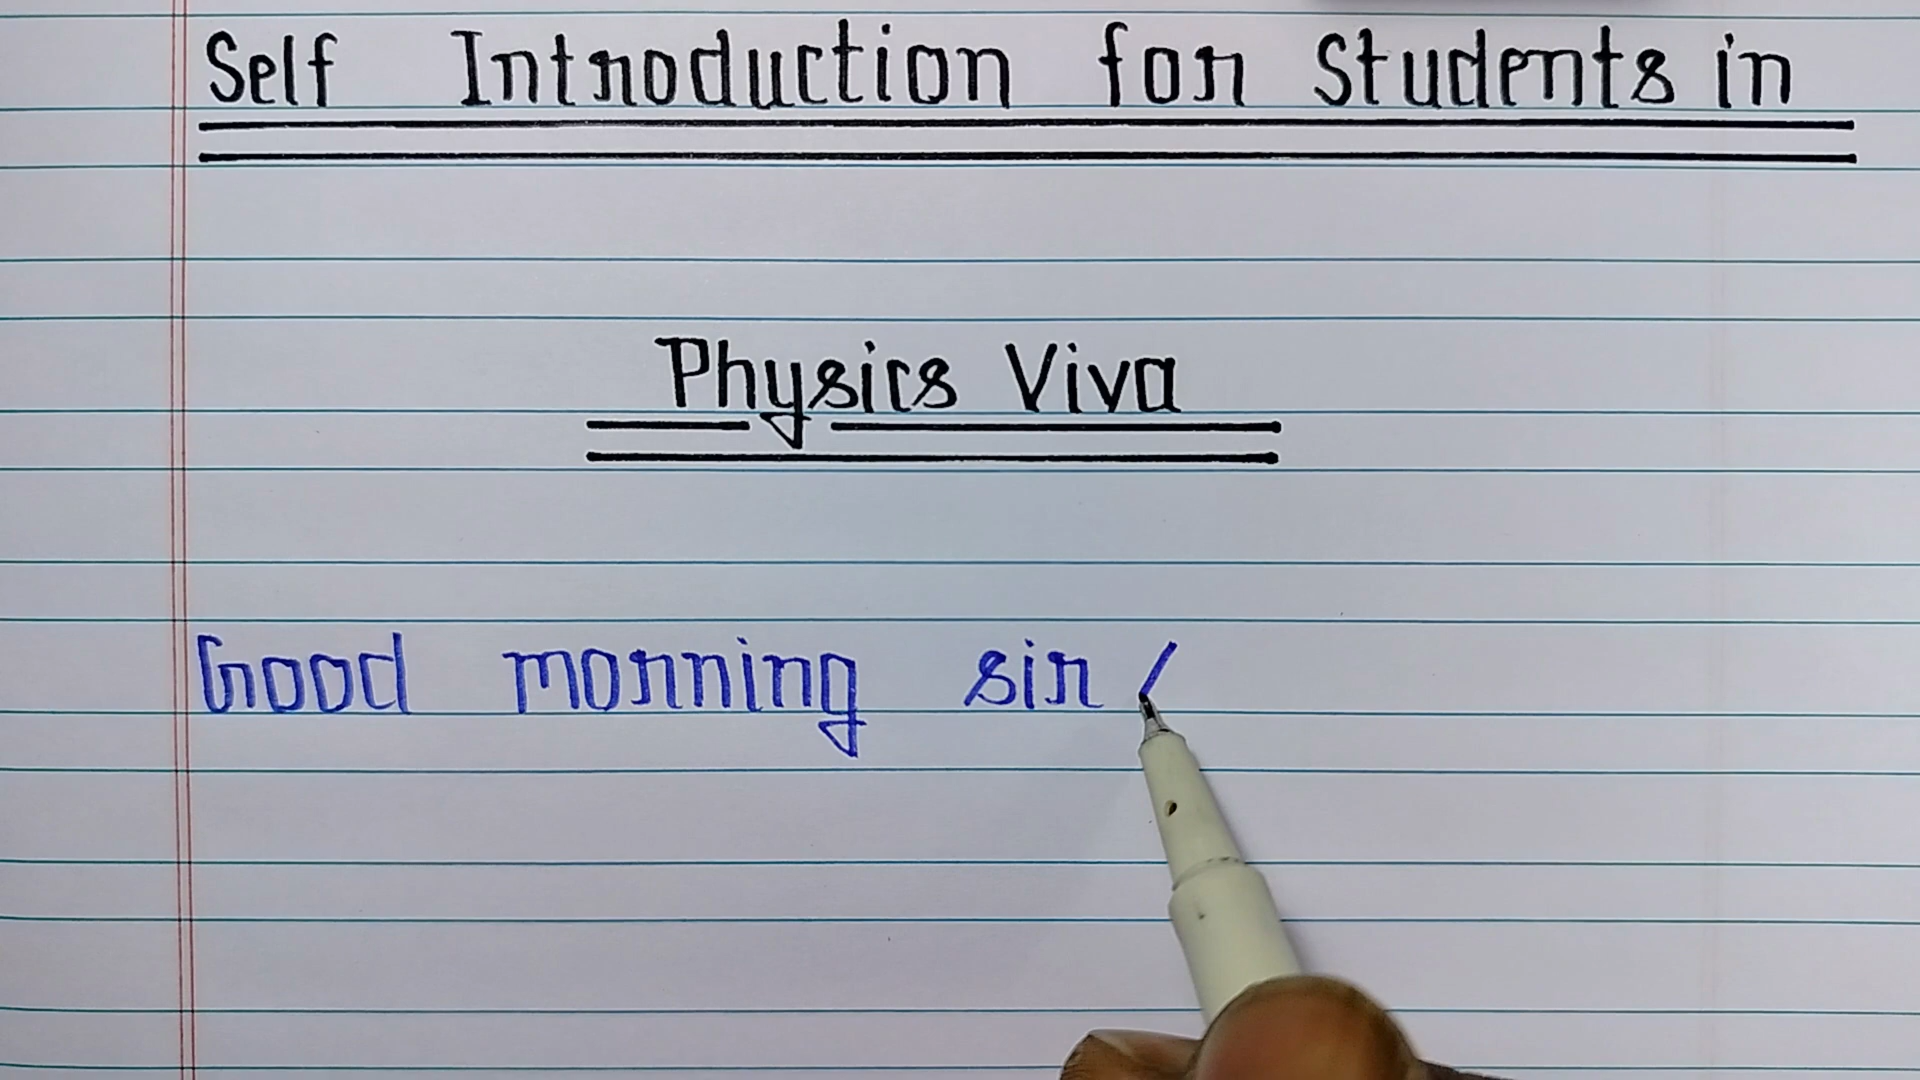 Self Introduction for Students in
Physics Viva
Good morning sir /